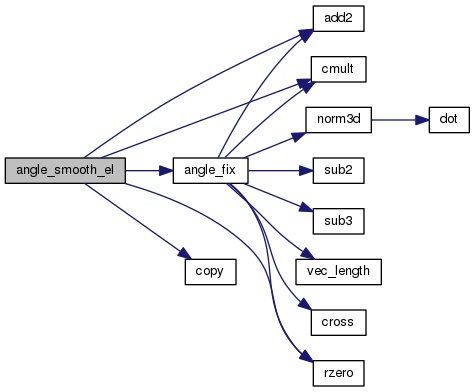 add2
cmult
norm3d
dot
angle_smooth_el
angle_fix
sub2
sub3
copy
vec_length
cross
rzero